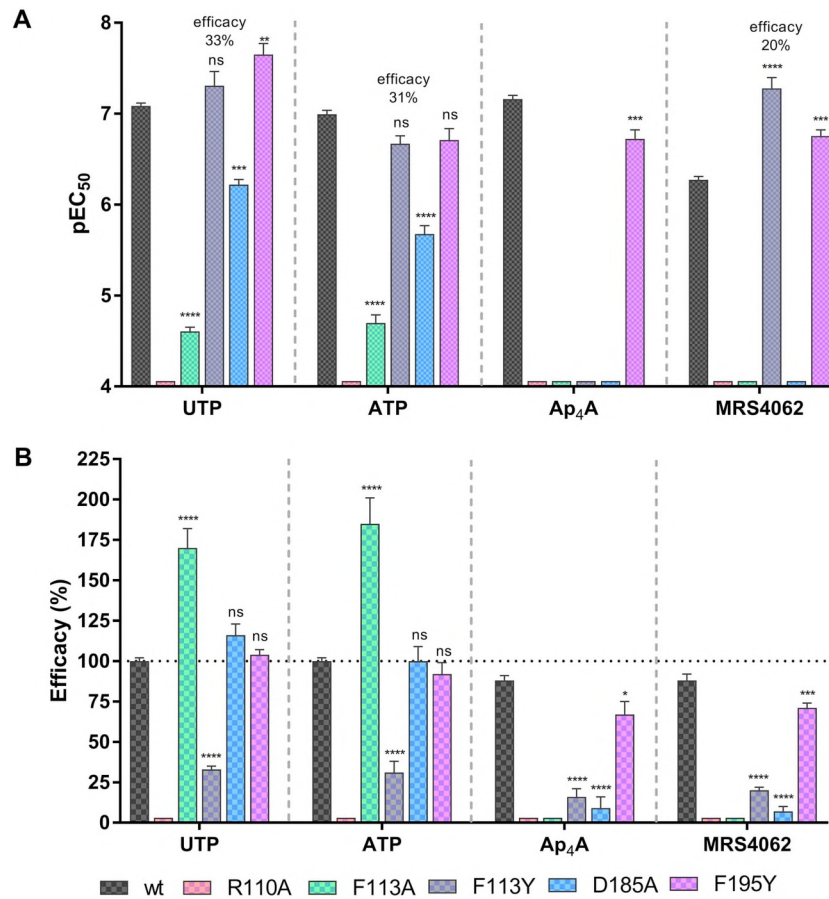 A
8
7
6
5
4
pEC50
efficacy
33%
ns
**
****
***
efficacy
31%
ns
ns
****
****
***
efficacy
20%
****
***
UTP
ATP
Ap4A
MRS4062
B
225
200
175
150
125
100
75
50
25
0
Efficacy (%)
****
****
ns
ns
****
****
ns
ns
****
****
*
****
****
***
UTP
ATP
Ap4A
MRS4062
wt
R110A
F113A
F113Y
D185A
F195Y